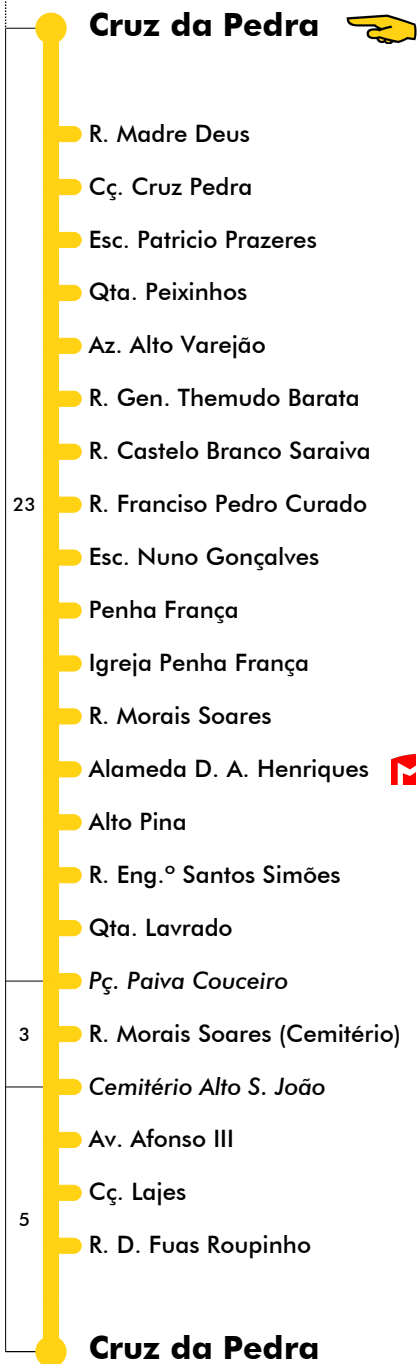 Cruz da Pedra
R. Madre Deus
Cç. Cruz Pedra
Esc. Patricio Prazeres
Qta. Peixinhos
Az. Alto Varejão
R. Gen. Themudo Barata
R. Castelo Branco Saraiva
23 R. Franciso Pedro Curado
Esc. Nuno Gonçalves
Penha França
Igreja Penha França
R. Morais Soares
Alameda D. A. Henriques M
Alto Pina
R. Eng.º Santos Simões
Qta. Lavrado
Pç. Paiva Couceiro
3 R. Morais Soares (Cemitério)
Cemitério Alto S. João
Av. Afonso III
Cç. Lajes
5
R. D. Fuas Roupinho
Cruz da Pedra